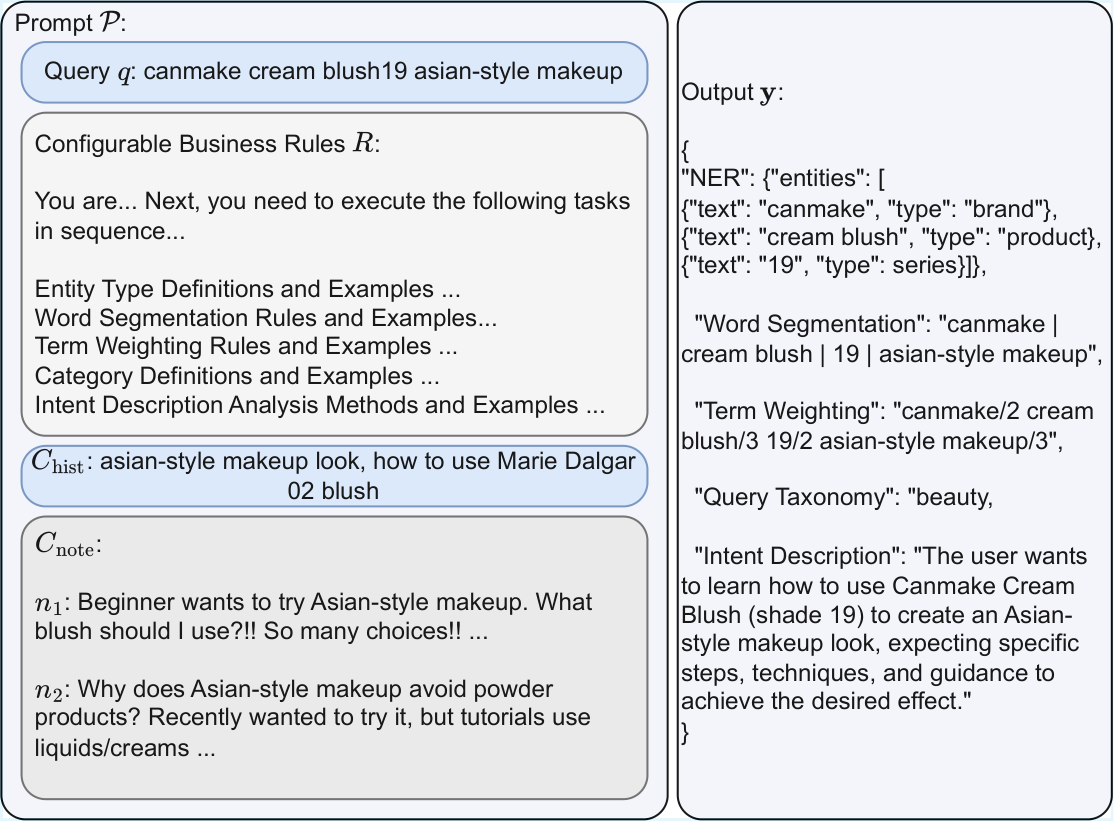 Prompt 𝒫:
Query q: canmake cream blush19 asian-style makeup
Configurable Business Rules R:
You are... Next, you need to execute the following tasks
in sequence...
Entity Type Definitions and Examples ...
Word Segmentation Rules and Examples...
Term Weighting Rules and Examples ...
Category Definitions and Examples ...
Intent Description Analysis Methods and Examples ...
C_hist: asian-style makeup look, how to use Marie Dalgar
02 blush
C_note:
n_1: Beginner wants to try Asian-style makeup. What
blush should I use?!! So many choices!! ...
n_2: Why does Asian-style makeup avoid powder
products? Recently wanted to try it, but tutorials use
liquids/creams ...
Output y:
{
"NER": {"entities": [
{"text": "canmake", "type": "brand"},
{"text": "cream blush", "type": "product},
{"text": "19", "type": series}]},
"Word Segmentation": "canmake |
cream blush | 19 | asian-style makeup",
"Term Weighting": "canmake/2 cream
blush/3 19/2 asian-style makeup/3",
"Query Taxonomy": "beauty,
"Intent Description": "The user wants
to learn how to use Canmake Cream
Blush (shade 19) to create an Asian-
style makeup look, expecting specific
steps, techniques, and guidance to
achieve the desired effect."
}